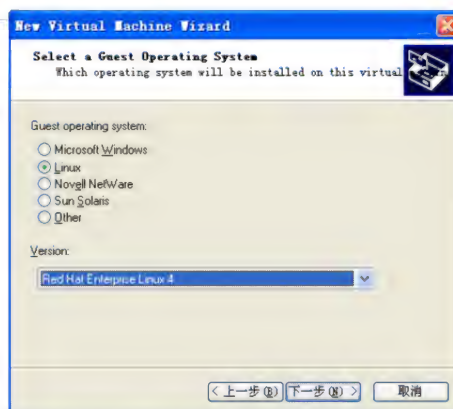 New Virtual Machine Wizard
Select a Guest Operating System
Which operating system will be installed on this virtual
Guest operating system:
Microsoft Windows
Linux
Novell NetWare
Sun Solaris
Other
Version:
Red Hat Enterprise Linux 4
< 上一步(B) 下一步(N) > 取消